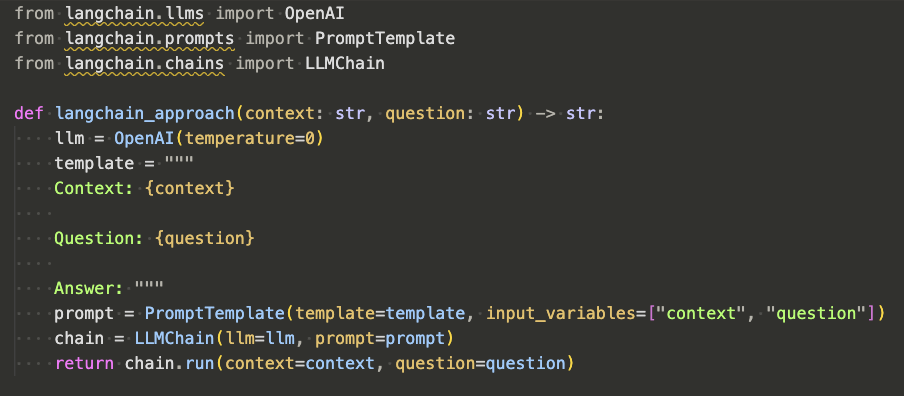 from langchain.llms import OpenAI
from langchain.prompts import PromptTemplate
from langchain.chains import LLMChain

def langchain_approach(context: str, question: str) -> str:
    llm = OpenAI(temperature=0)
    template = """
    Context: {context}
    
    Question: {question}
    
    Answer: """
    prompt = PromptTemplate(template=template, input_variables=["context", "question"])
    chain = LLMChain(llm=llm, prompt=prompt)
    return chain.run(context=context, question=question)